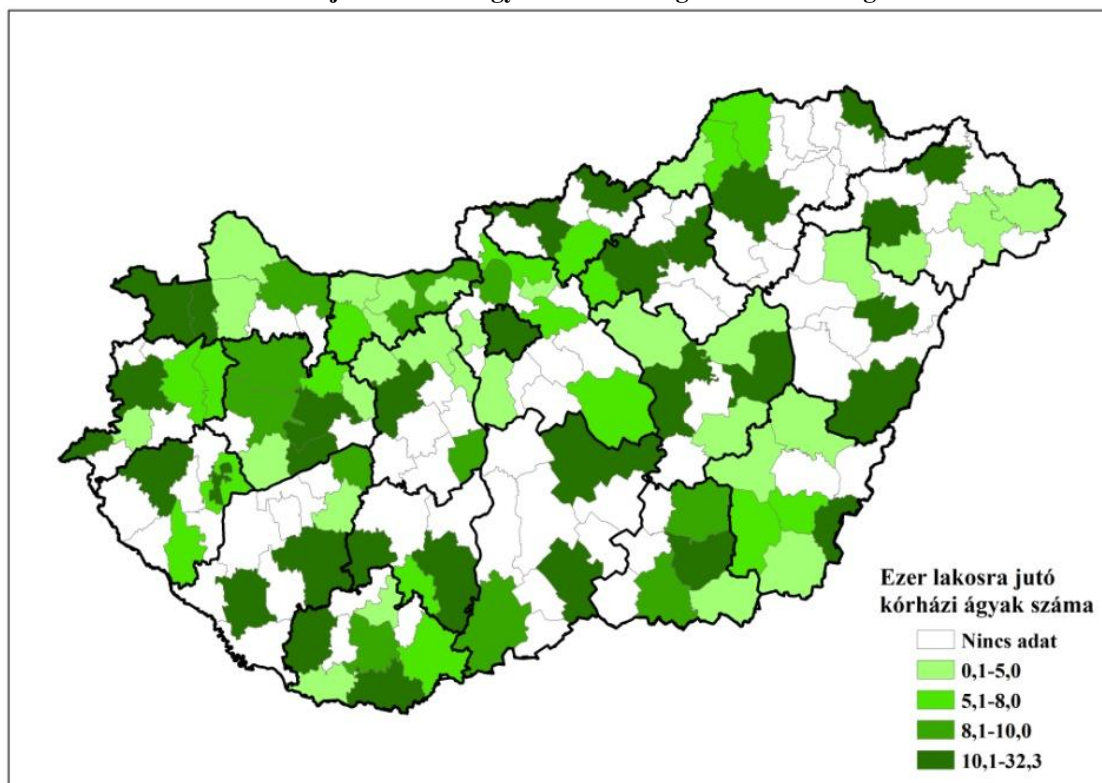 Ezer lakosra jutó
kórházi ágyak száma
Nincs adat
0,1-5,0
5,1-8,0
8,1-10,0
10,1-32,3